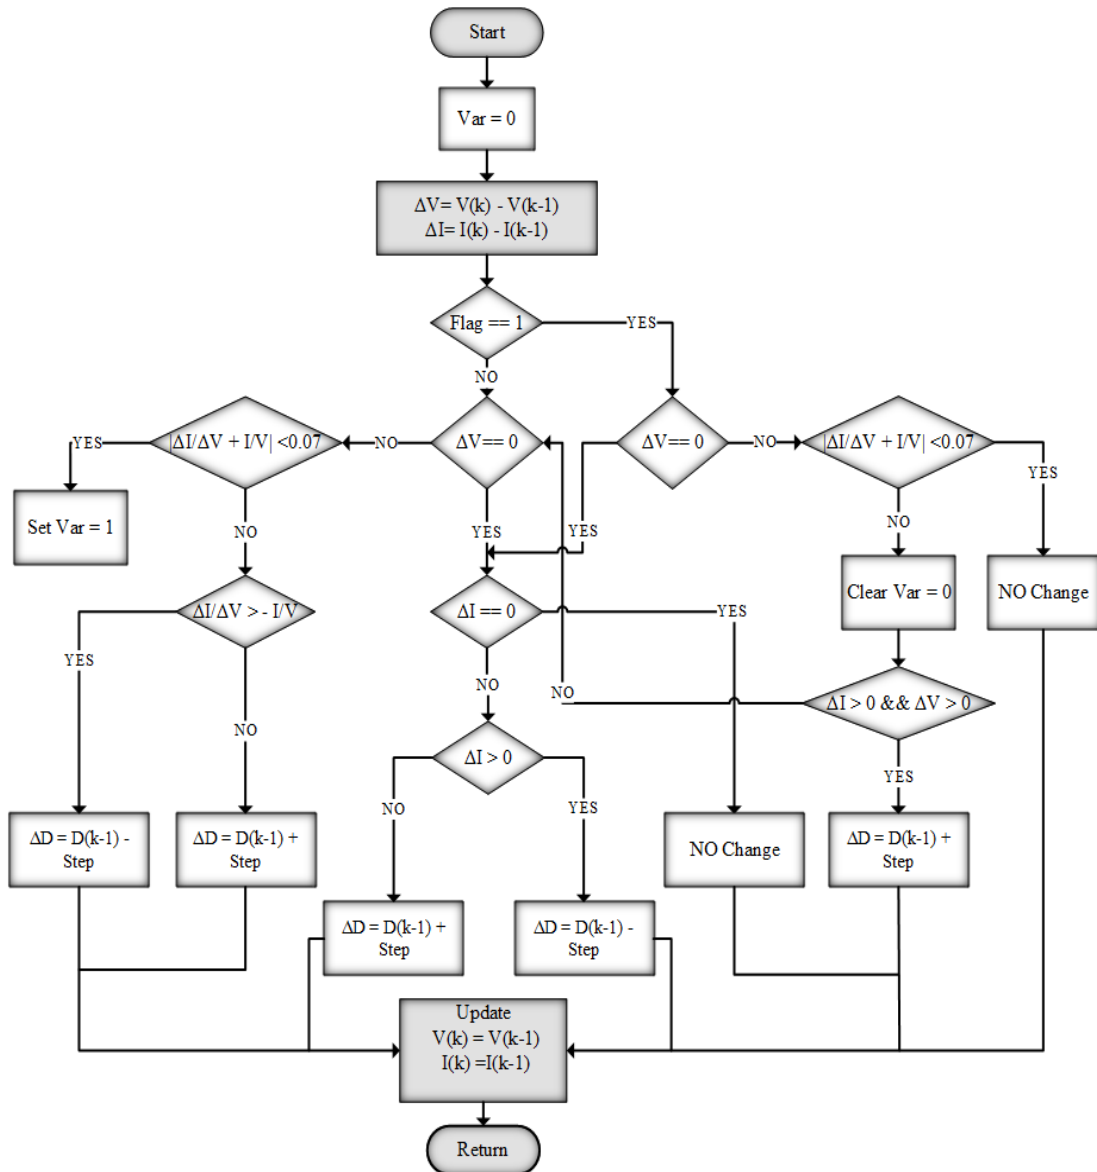 Start
Var = 0
ΔV= V(k) - V(k-1)
ΔI= I(k) - I(k-1)
Flag == 1
YES
NO
|ΔI/ΔV + I/V| <0.07
YES
NO
ΔV== 0
ΔV== 0
NO
|ΔI/ΔV + I/V| <0.07
YES
Set Var = 1
NO
YES
YES
NO
ΔI/ΔV > - I/V
ΔI == 0
YES
Clear Var = 0
NO Change
YES
NO
NO
ΔI > 0 && ΔV > 0
NO
ΔI > 0
NO
YES
YES
ΔD = D(k-1) -
Step
ΔD = D(k-1) +
Step
NO Change
ΔD = D(k-1) +
Step
ΔD = D(k-1) +
Step
ΔD = D(k-1) -
Step
Update
V(k) = V(k-1)
I(k) =I(k-1)
Return